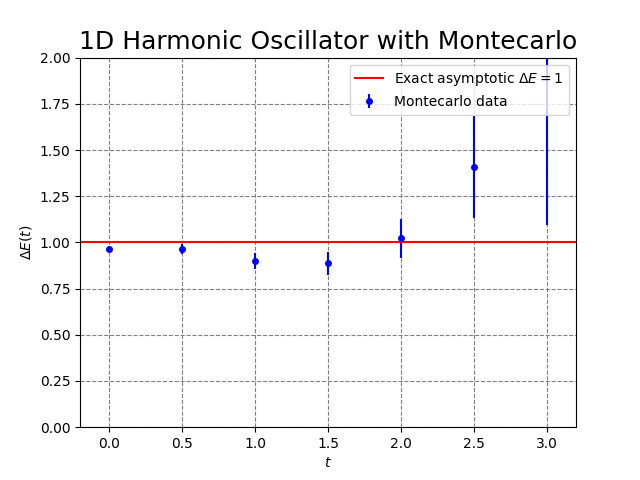 1D Harmonic Oscillator with Montecarlo
Exact asymptotic ΔE = 1
Montecarlo data
2.00
1.75
1.50
1.25
1.00
0.75
0.50
0.25
0.00
ΔE(t)
0.0 0.5 1.0 1.5 2.0 2.5 3.0
t